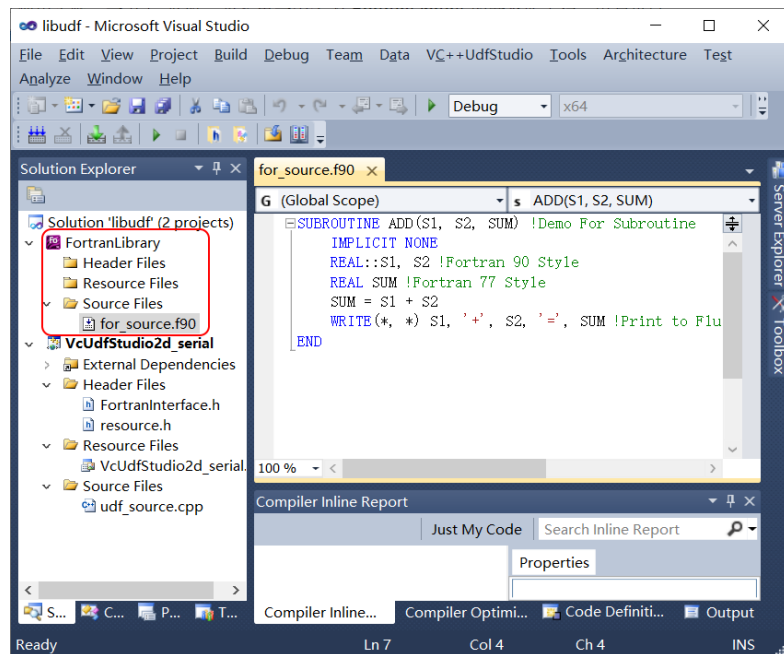 libudf - Microsoft Visual Studio
File Edit View Project Build Debug Team Data VC++UdfStudio Tools Architecture Test
Analyze Window Help
Debug x64
Solution Explorer
for_source.f90
(Global Scope) ADD(S1, S2, SUM)
Solution 'libudf' (2 projects)
FortranLibrary
Header Files
Resource Files
Source Files
for_source.f90
VcUdfStudio2d_serial
External Dependencies
Header Files
FortranInterface.h
resource.h
Resource Files
VcUdfStudio2d_serial.
Source Files
udf_source.cpp
SUBROUTINE ADD(S1, S2, SUM) !Demo For Subroutine
IMPLICIT NONE
REAL::S1, S2 !Fortran 90 Style
REAL SUM !Fortran 77 Style
SUM = S1 + S2
WRITE(*, *) S1, '+', S2, '=', SUM !Print to Flu
END
100 %
Compiler Inline Report
Just My Code Search Inline Report
Properties
S... C... P... T...
Compiler Inline... Compiler Optimi... Code Definiti... Output
Server Explorer
Toolbox
Ready Ln 7 Col 4 Ch 4 INS